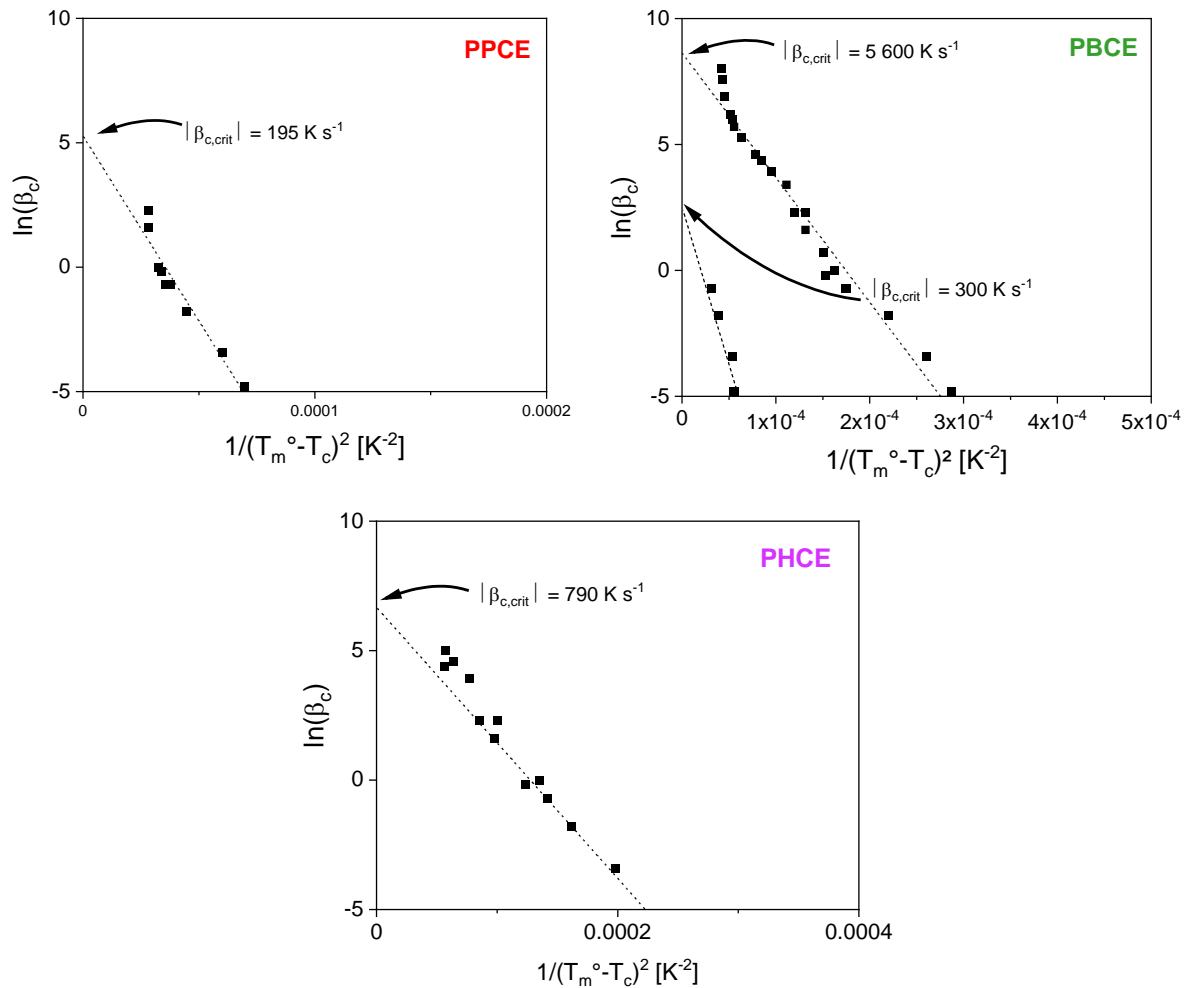 10
5
0
-5
ln(β_c)
PPCE
|β_c,crit| = 195 K s⁻¹
0
0.0001
0.0002
1/(T_m°-T_c)² [K⁻²]
10
5
0
-5
ln(β_c)
PBCE
|β_c,crit| = 5 600 K s⁻¹
|β_c,crit| = 300 K s⁻¹
0
1x10⁻⁴
2x10⁻⁴
3x10⁻⁴
4x10⁻⁴
5x10⁻⁴
1/(T_m°-T_c)² [K⁻²]
10
5
0
-5
ln(β_c)
PHCE
|β_c,crit| = 790 K s⁻¹
0
0.0002
0.0004
1/(T_m°-T_c)² [K⁻²]